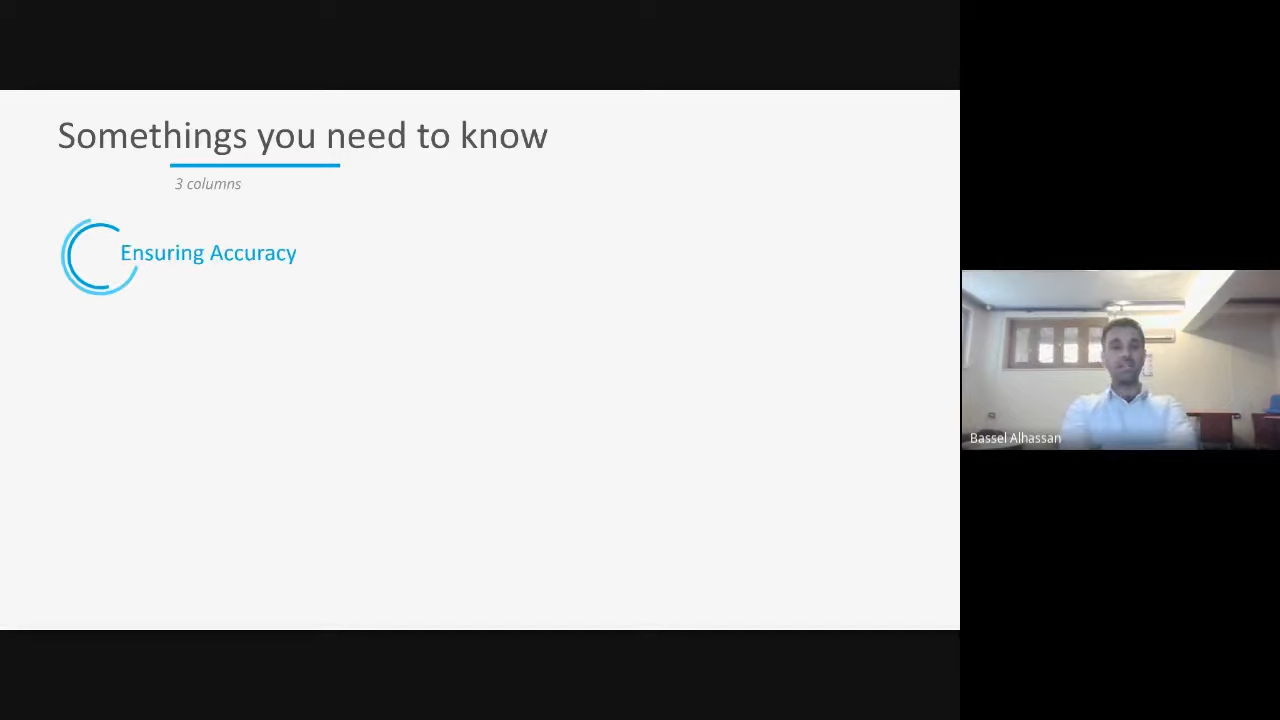 Somethings you need to know
3 columns
Ensuring Accuracy
Bassel Alhassan